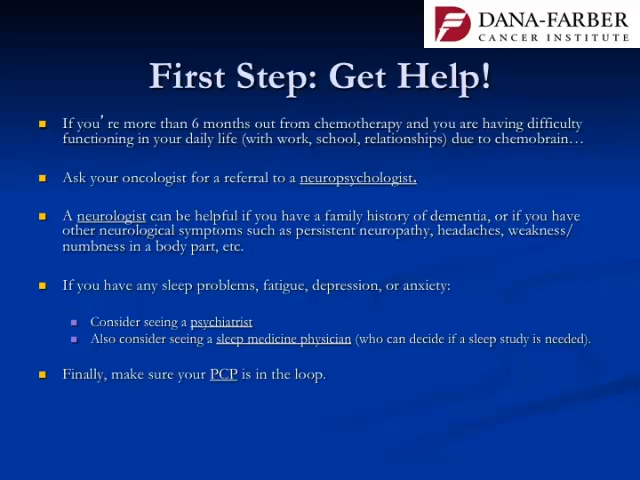 DANA-FARBER
CANCER INSTITUTE
First Step: Get Help!
If you’ re more than 6 months out from chemotherapy and you are having difficulty
functioning in your daily life (with work, school, relationships) due to chemobrain…
Ask your oncologist for a referral to a neuropsychologist.
A neurologist can be helpful if you have a family history of dementia, or if you have
other neurological symptoms such as persistent neuropathy, headaches, weakness/
numbness in a body part, etc.
If you have any sleep problems, fatigue, depression, or anxiety:
Consider seeing a psychiatrist
Also consider seeing a sleep medicine physician (who can decide if a sleep study is needed).
Finally, make sure your PCP is in the loop.